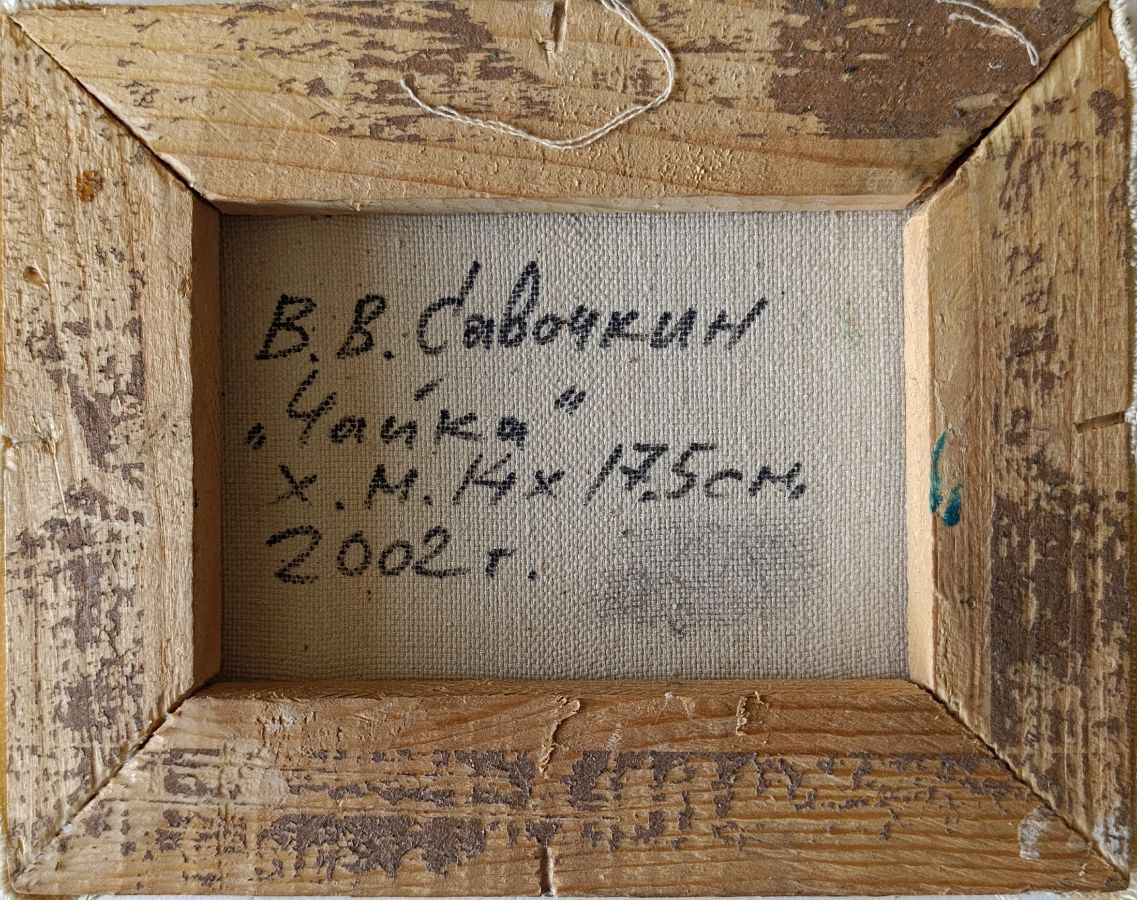 В.В. Савочкин
„Чайка“
х.м. 14х17.5см.
2002г.